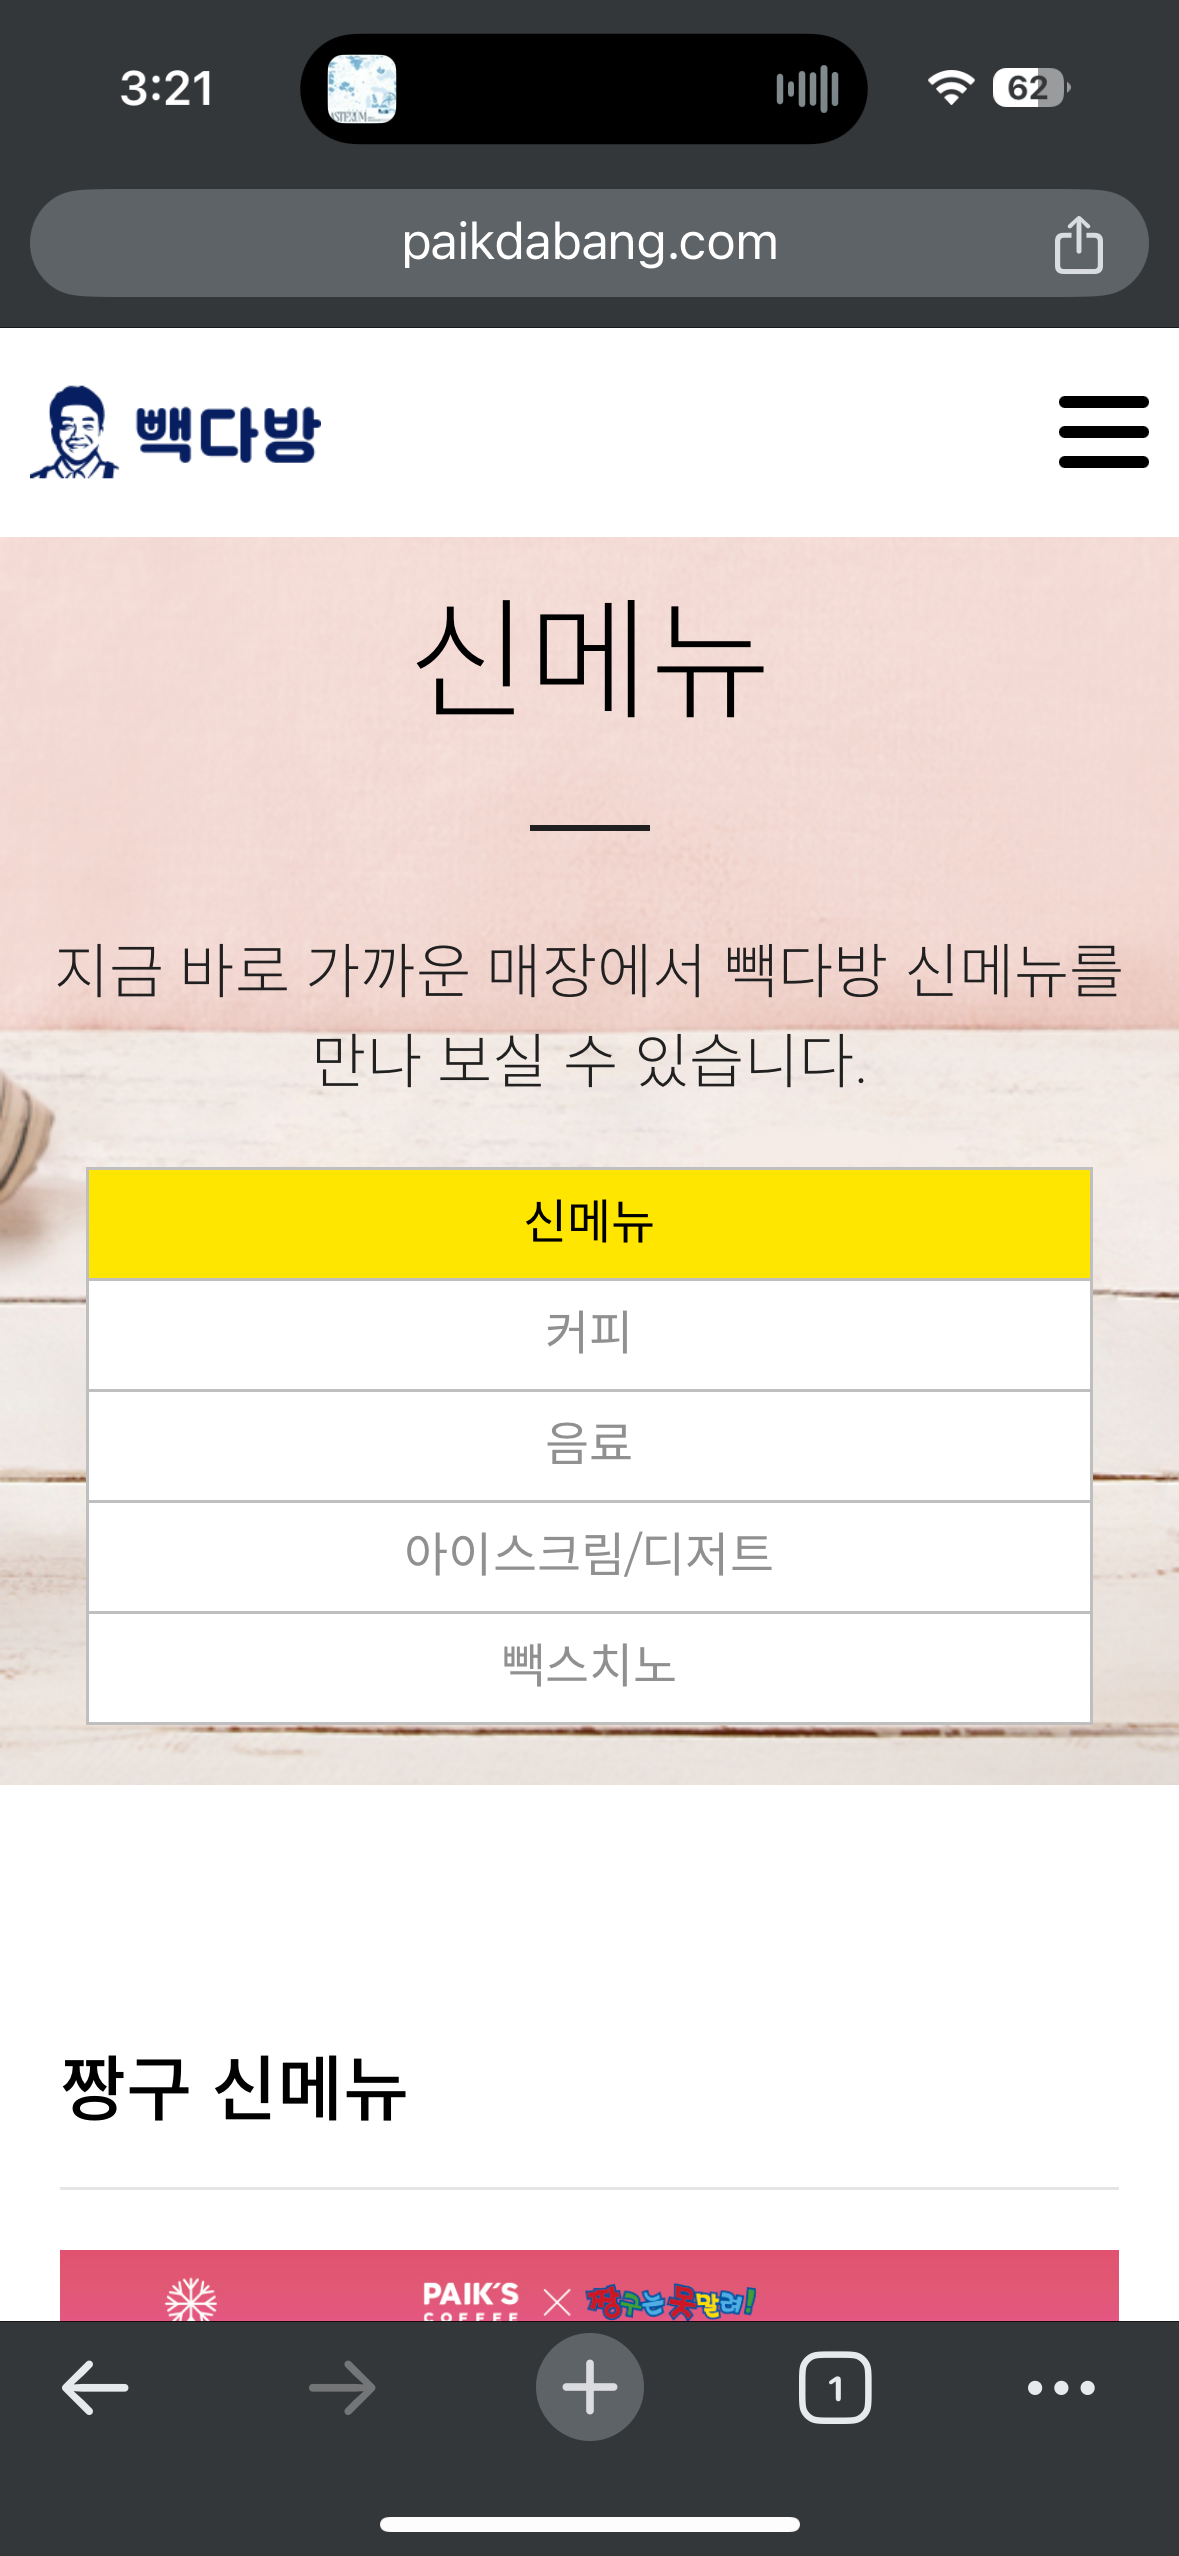 3:21
62
paikdabang.com
빽다방
신메뉴
지금 바로 가까운 매장에서 빽다방 신메뉴를
만나 보실 수 있습니다.
신메뉴
커피
음료
아이스크림/디저트
빽스치노
짱구 신메뉴
PAIK'S
COFFEE
짱구는 못말려!
1